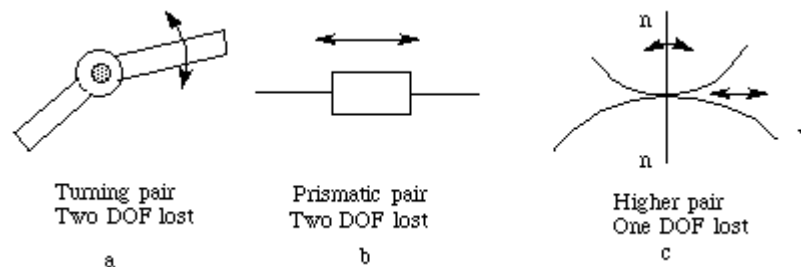 n
n
Turning pair
Two DOF lost
a
Prismatic pair
Two DOF lost
b
Higher pair
One DOF lost
c